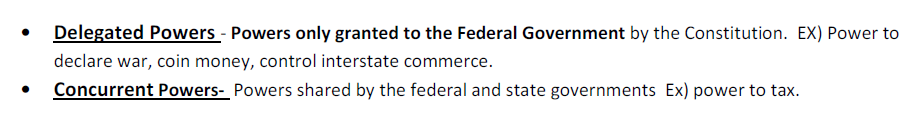 • Delegated Powers - Powers only granted to the Federal Government by the Constitution.  EX) Power to
declare war, coin money, control interstate commerce.
• Concurrent Powers-  Powers shared by the federal and state governments  Ex) power to tax.